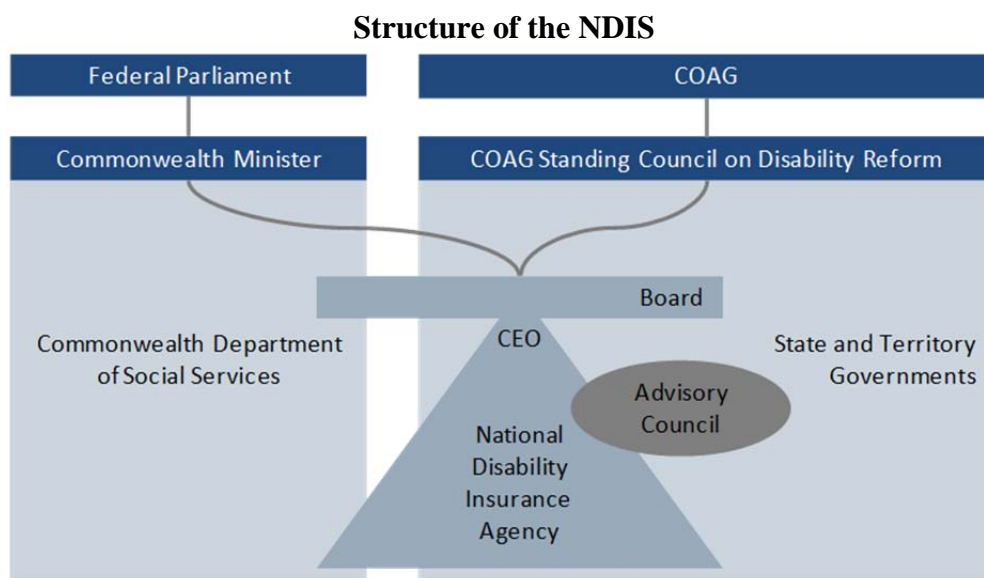 Structure of the NDIS
Federal Parliament
COAG
Commonwealth Minister
COAG Standing Council on Disability Reform
Board
CEO
Commonwealth Department
of Social Services
State and Territory
Governments
Advisory
Council
National
Disability
Insurance
Agency